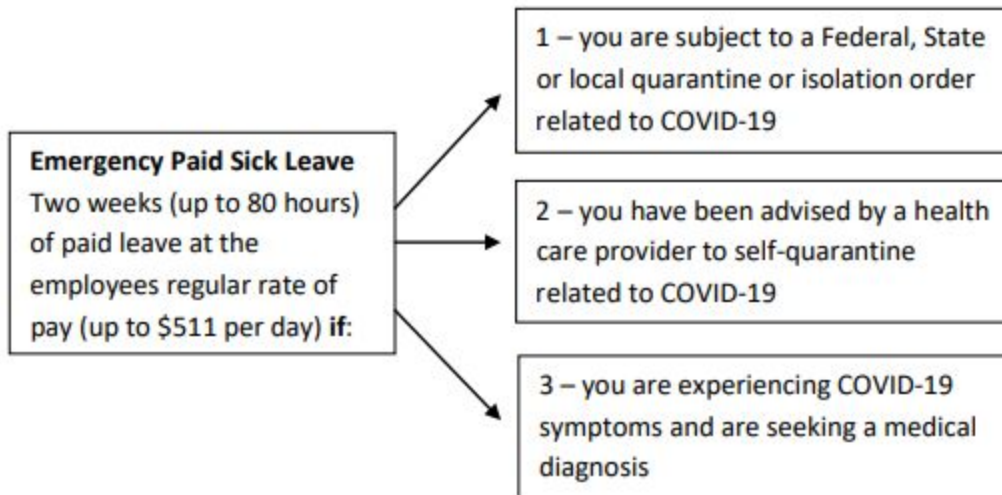 Emergency Paid Sick Leave
Two weeks (up to 80 hours)
of paid leave at the
employees regular rate of
pay (up to $511 per day) if:
1 – you are subject to a Federal, State
or local quarantine or isolation order
related to COVID-19
2 – you have been advised by a health
care provider to self-quarantine
related to COVID-19
3 – you are experiencing COVID-19
symptoms and are seeking a medical
diagnosis